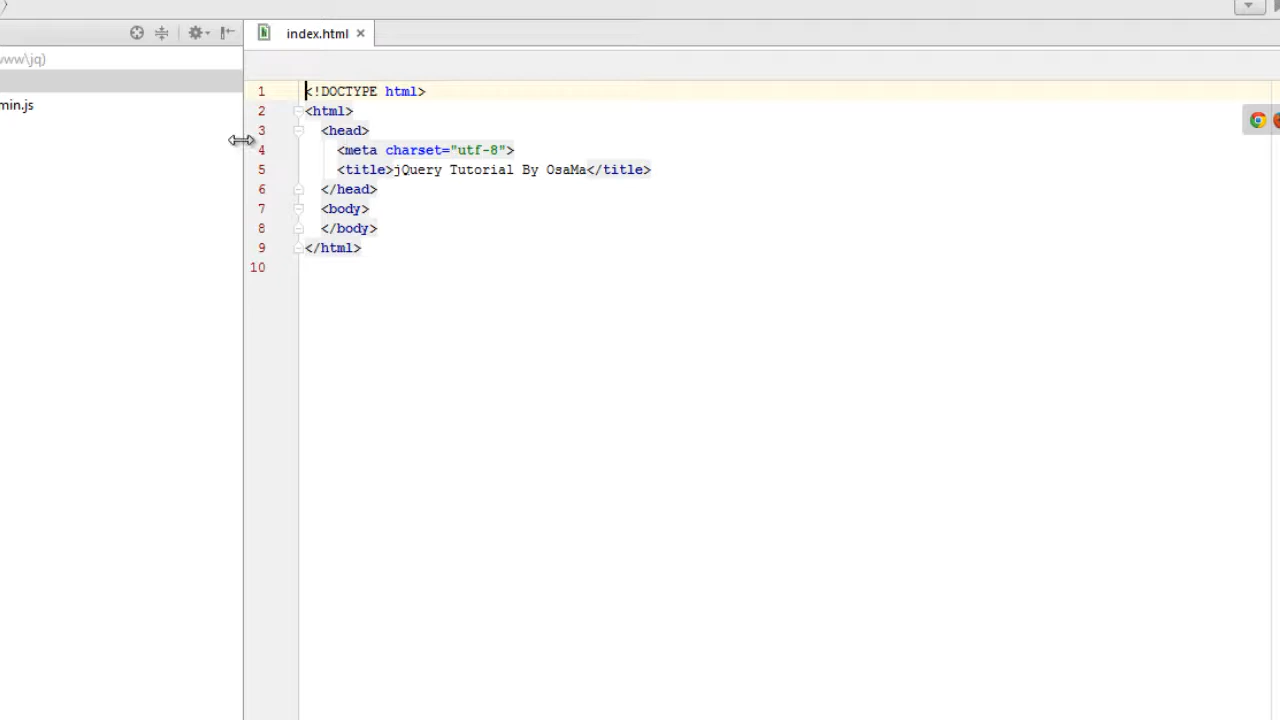 index.html
www\jq)
min.js
1 <!DOCTYPE html>
2 <html>
3 <head>
4 <meta charset="utf-8">
5 <title>jQuery Tutorial By OsaMa</title>
6 </head>
7 <body>
8 </body>
9 </html>
10